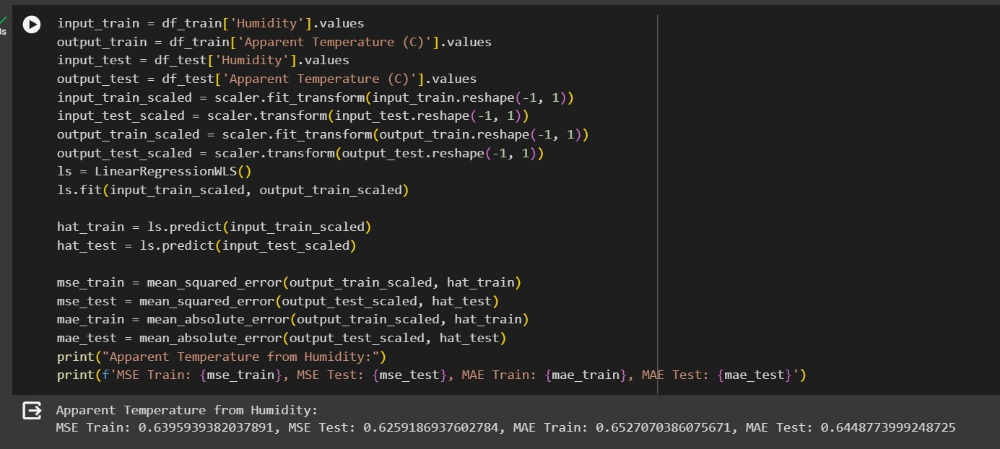 input_train = df_train['Humidity'].values
output_train = df_train['Apparent Temperature (C)'].values
input_test = df_test['Humidity'].values
output_test = df_test['Apparent Temperature (C)'].values
input_train_scaled = scaler.fit_transform(input_train.reshape(-1, 1))
input_test_scaled = scaler.transform(input_test.reshape(-1, 1))
output_train_scaled = scaler.fit_transform(output_train.reshape(-1, 1))
output_test_scaled = scaler.transform(output_test.reshape(-1, 1))
ls = LinearRegressionWLS()
ls.fit(input_train_scaled, output_train_scaled)
hat_train = ls.predict(input_train_scaled)
hat_test = ls.predict(input_test_scaled)
mse_train = mean_squared_error(output_train_scaled, hat_train)
mse_test = mean_squared_error(output_test_scaled, hat_test)
mae_train = mean_absolute_error(output_train_scaled, hat_train)
mae_test = mean_absolute_error(output_test_scaled, hat_test)
print("Apparent Temperature from Humidity:")
print(f'MSE Train: {mse_train}, MSE Test: {mse_test}, MAE Train: {mae_train}, MAE Test: {mae_test}')
Apparent Temperature from Humidity:
MSE Train: 0.6395939382037891, MSE Test: 0.6259186937602784, MAE Train: 0.6527070386075671, MAE Test: 0.6448773999248725